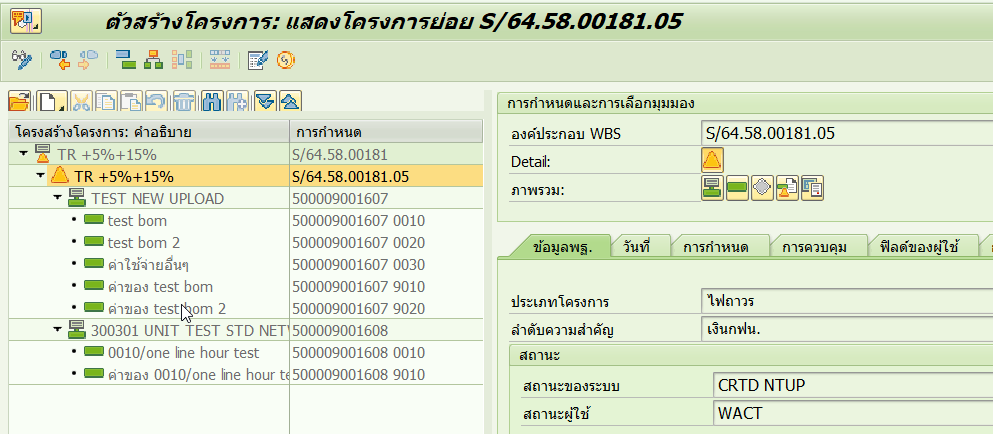 ตัวสร้างโครงการ: แสดงโครงการย่อย S/64.58.00181.05
โครงสร้างโครงการ: คำอธิบาย การกำหนด
TR +5%+15% S/64.58.00181
TR +5%+15% S/64.58.00181.05
TEST NEW UPLOAD 500009001607
test bom 500009001607 0010
test bom 2 500009001607 0020
ค่าใช้จ่ายอื่นๆ 500009001607 0030
ค่าของ test bom 500009001607 9010
ค่าของ test bom 2 500009001607 9020
300301 UNIT TEST STD NETW 500009001608
0010/one line hour test 500009001608 0010
ค่าของ 0010/one line hour te 500009001608 9010
การกำหนดและการเลือกมุมมอง
องค์ประกอบ WBS S/64.58.00181.05
Detail:
ภาพรวม:
ข้อมูลพฐ. วันที่ การกำหนด การควบคุม ฟิลด์ของผู้ใช้
ประเภทโครงการ ไฟถาวร
ลำดับความสำคัญ เงินกฟน.
สถานะ
สถานะของระบบ CRTD NTUP
สถานะผู้ใช้ WACT